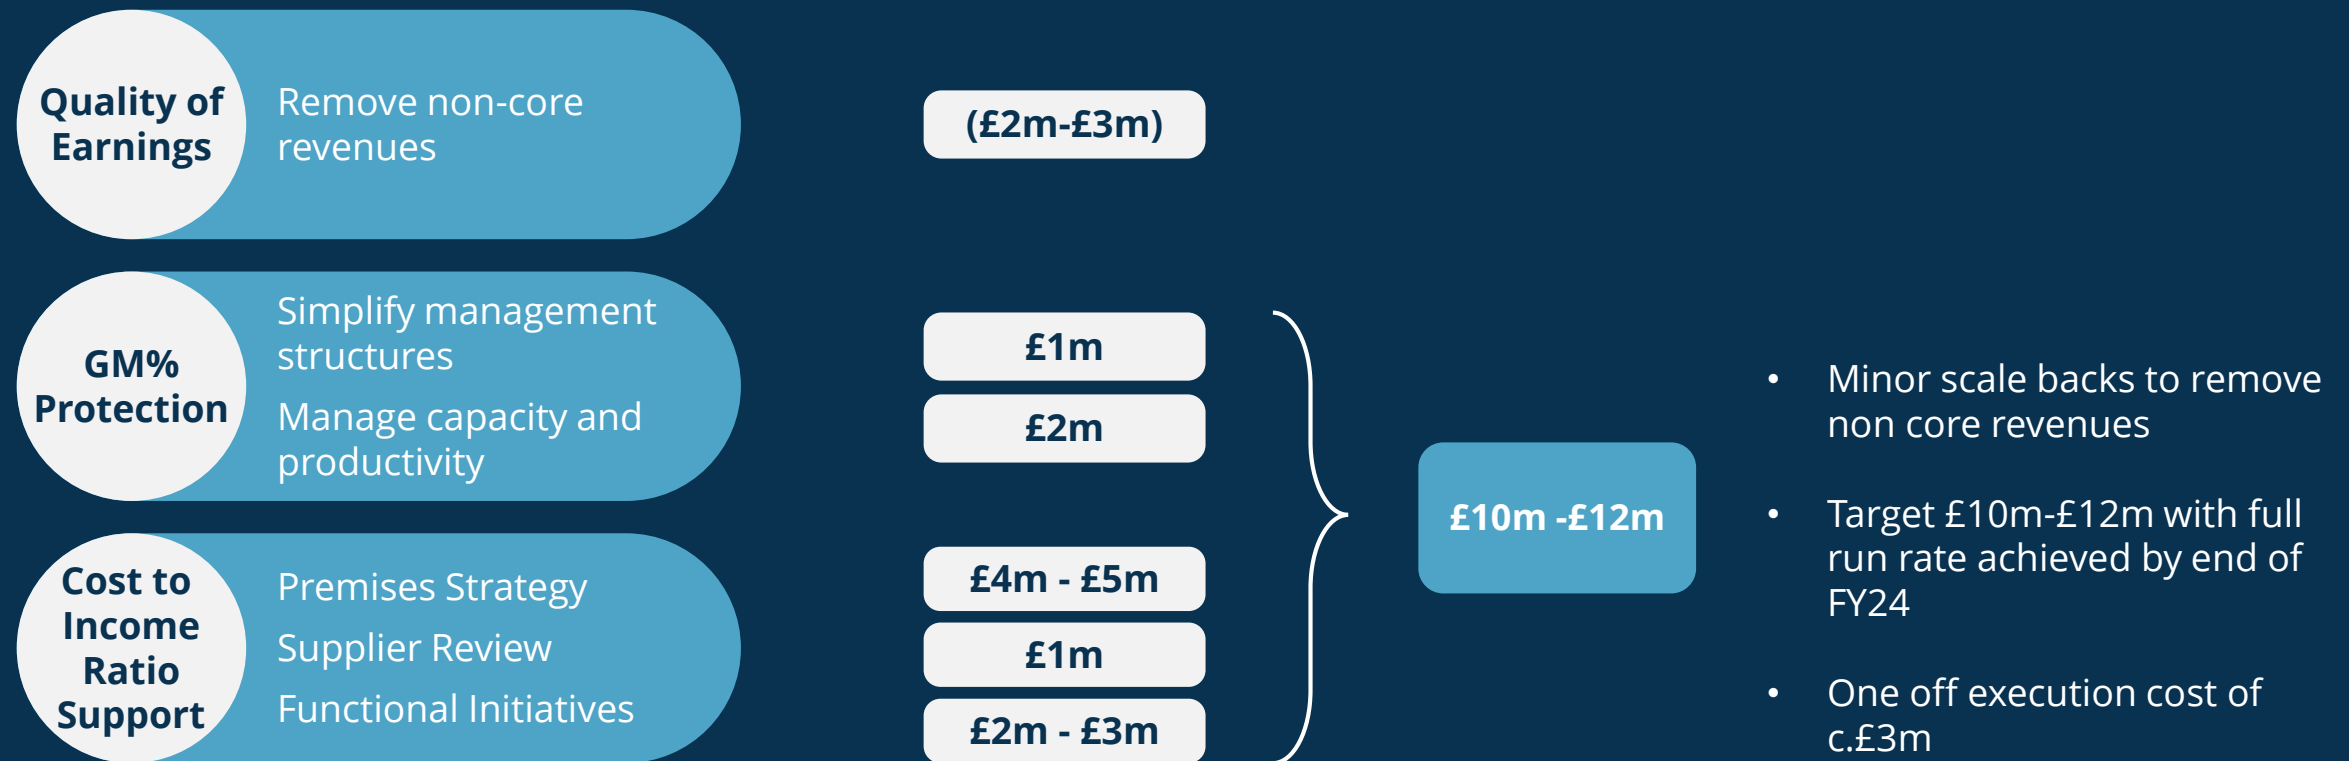 Quality of
Earnings
Remove non-core
revenues
(£2m-£3m)
GM%
Protection
Simplify management
structures
Manage capacity and
productivity
£1m
£2m
Cost to
Income
Ratio
Support
Premises Strategy
Supplier Review
Functional Initiatives
£4m - £5m
£1m
£2m - £3m
£10m -£12m
• Minor scale backs to remove
non core revenues
• Target £10m-£12m with full
run rate achieved by end of
FY24
• One off execution cost of
c.£3m